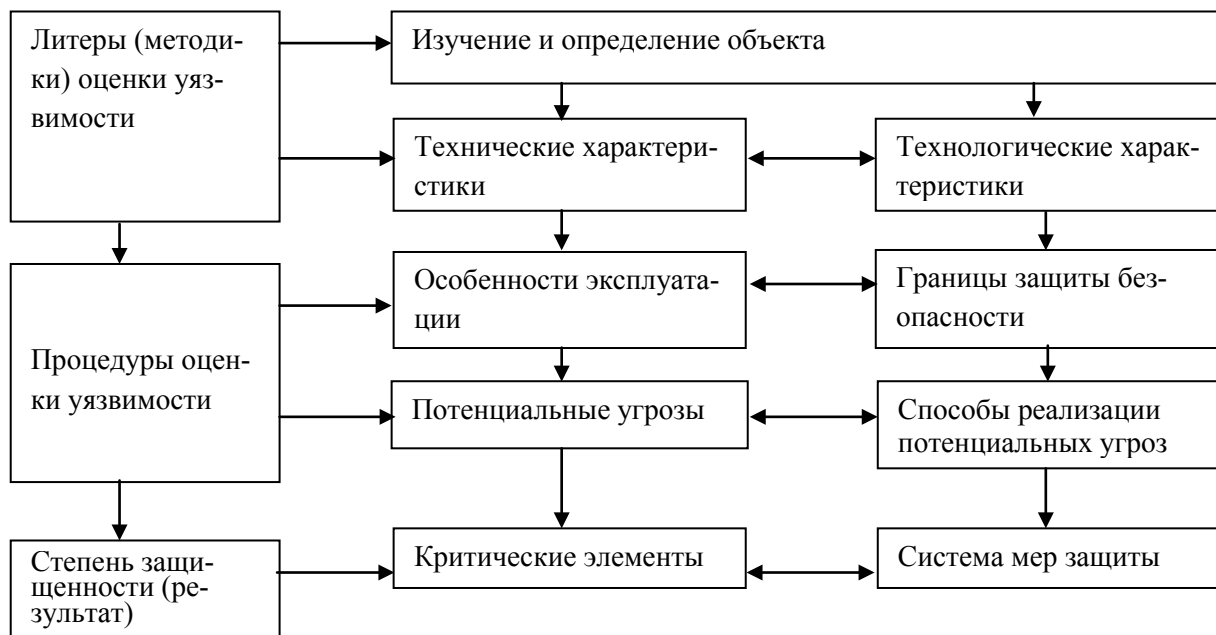 Литеры (методи-
ки) оценки уяз-
вимости
Изучение и определение объекта
Технические характери-
стики
Технологические харак-
теристики
Особенности эксплуата-
ции
Границы защиты без-
опасности
Процедуры оцен-
ки уязвимости
Потенциальные угрозы
Способы реализации
потенциальных угроз
Степень защи-
щенности (ре-
зультат)
Критические элементы
Система мер защиты